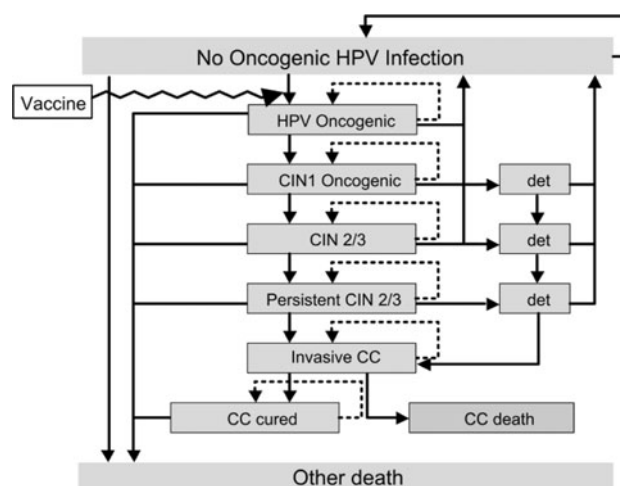 No Oncogenic HPV Infection
Vaccine
HPV Oncogenic
CIN1 Oncogenic
det
CIN 2/3
det
Persistent CIN 2/3
det
Invasive CC
CC cured
CC death
Other death